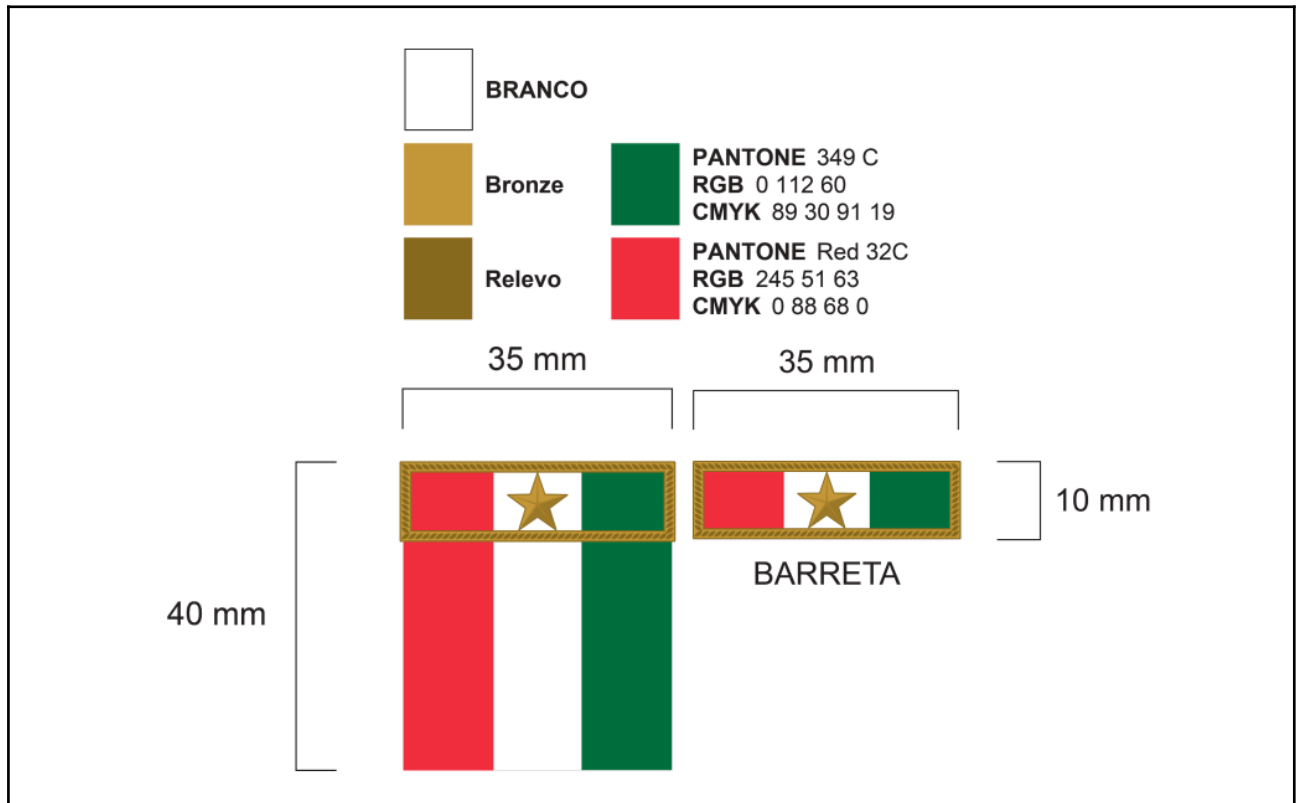 BRANCO
Bronze
PANTONE 349 C
RGB 0 112 60
CMYK 89 30 91 19
Relevo
PANTONE Red 32C
RGB 245 51 63
CMYK 0 88 68 0
35 mm
35 mm
10 mm
BARRETA
40 mm